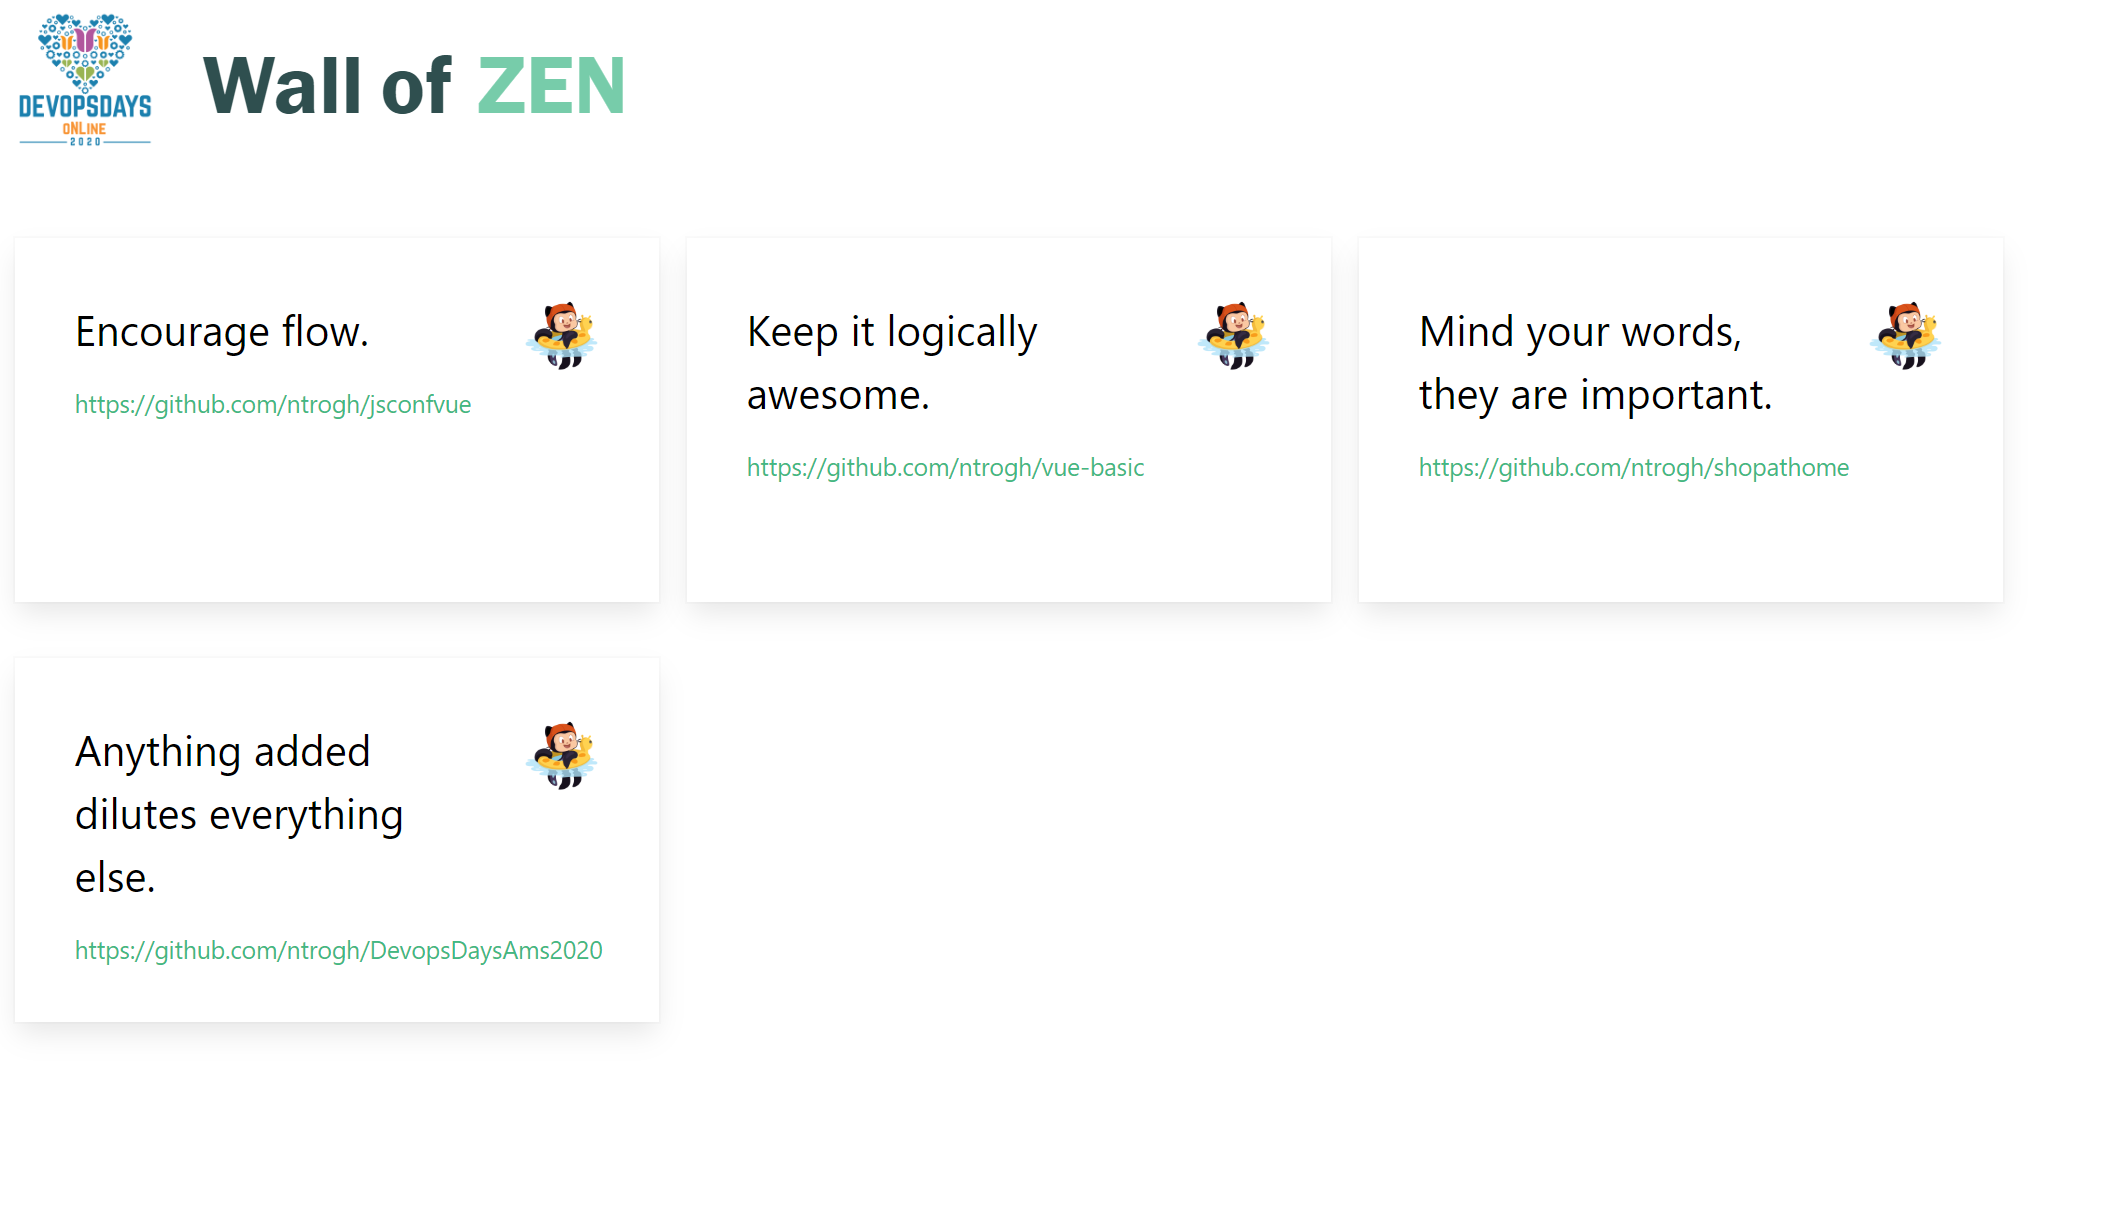 DEVOPSDAYS
ONLINE
2020
Wall of ZEN
Encourage flow.
https://github.com/ntrogh/jsconfvue
Keep it logically
awesome.
https://github.com/ntrogh/vue-basic
Mind your words,
they are important.
https://github.com/ntrogh/shopathome
Anything added
dilutes everything
else.
https://github.com/ntrogh/DevopsDaysAms2020